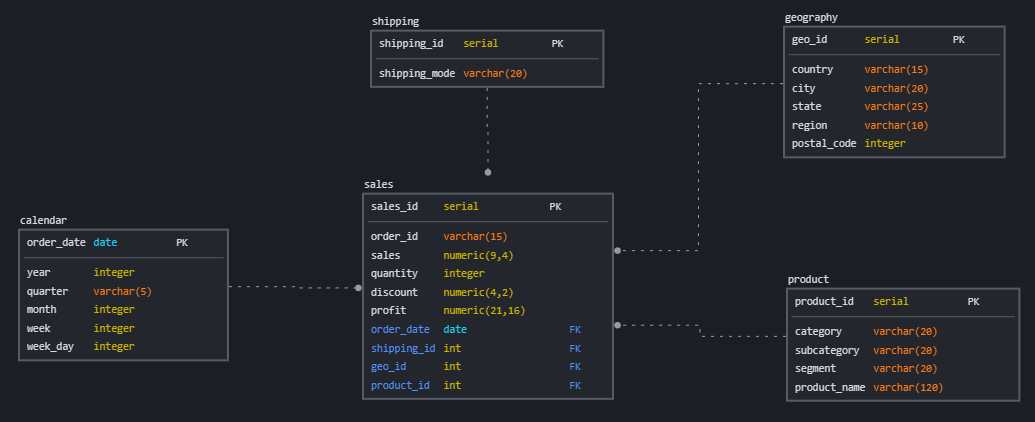 shipping
shipping_id serial PK
shipping_mode varchar(20)
geography
geo_id serial PK
country varchar(15)
city varchar(20)
state varchar(25)
region varchar(10)
postal_code integer
sales
sales_id serial PK
order_id varchar(15)
sales numeric(9,4)
quantity integer
discount numeric(4,2)
profit numeric(21,16)
order_date date FK
shipping_id int FK
geo_id int FK
product_id int FK
calendar
order_date date PK
year integer
quarter varchar(5)
month integer
week integer
week_day integer
product
product_id serial PK
category varchar(20)
subcategory varchar(20)
segment varchar(20)
product_name varchar(120)